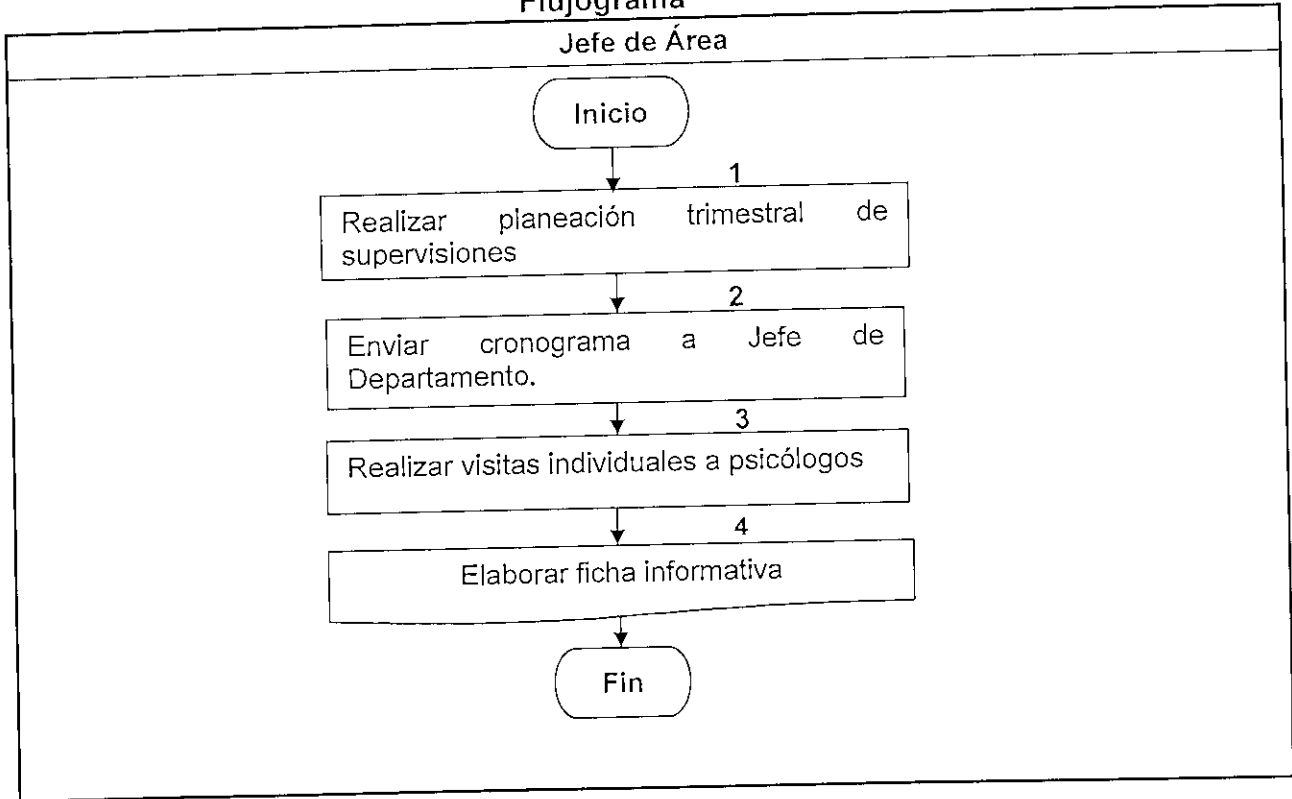 Flujograma
Jefe de Área
Inicio
1
Realizar planeación trimestral de
supervisiones
2
Enviar cronograma a Jefe de
Departamento.
3
Realizar visitas individuales a psicólogos
4
Elaborar ficha informativa
Fin